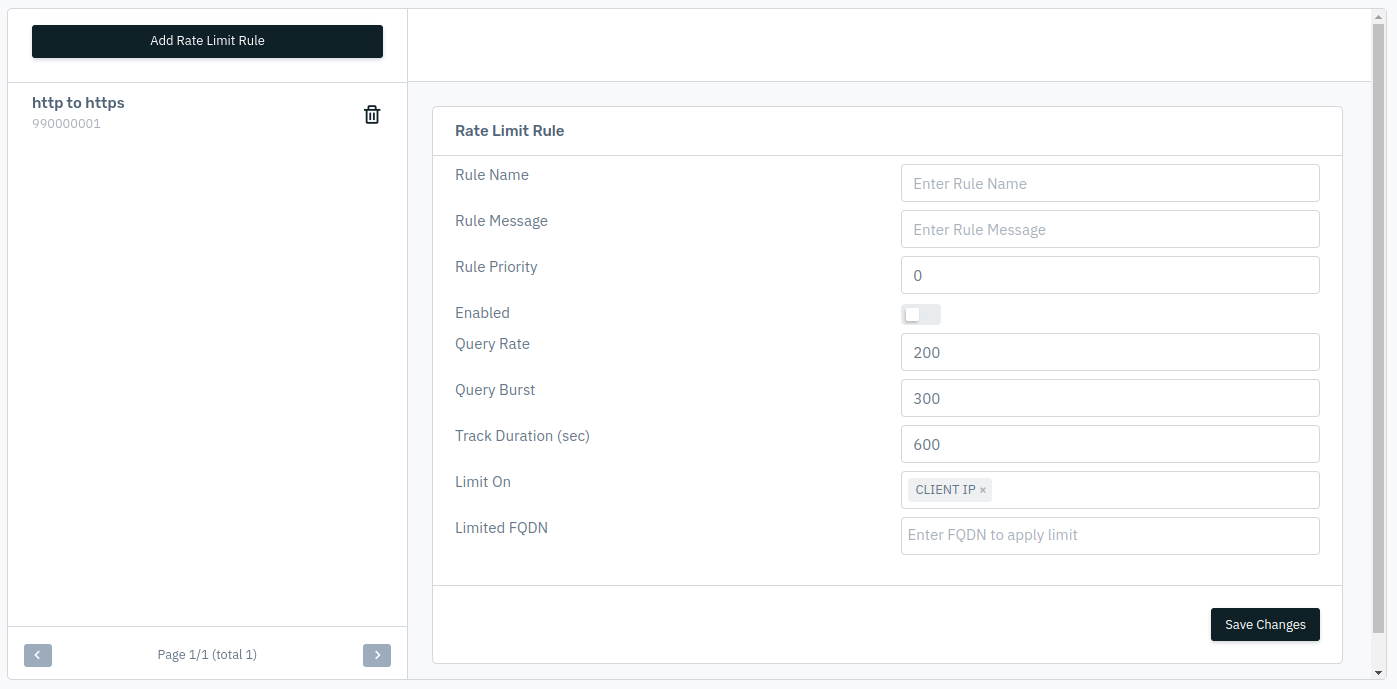 Add Rate Limit Rule
http to https
990000001
Page 1/1 (total 1)
Rate Limit Rule
Rule Name
Enter Rule Name
Rule Message
Enter Rule Message
Rule Priority
0
Enabled
Query Rate
200
Query Burst
300
Track Duration (sec)
600
Limit On
CLIENT IP ×
Limited FQDN
Enter FQDN to apply limit
Save Changes